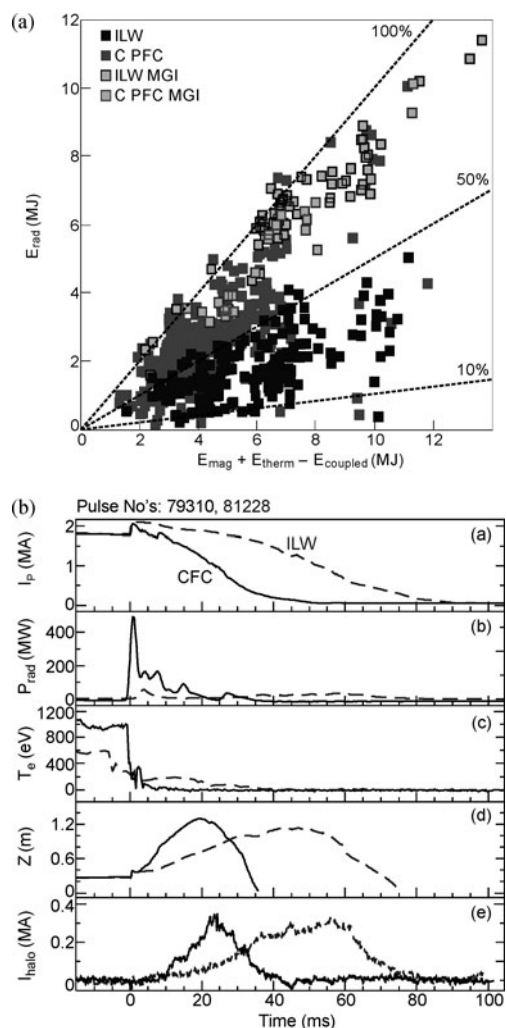 (a)
12
10
8
6
4
2
0
E_rad (MJ)
ILW
C PFC
ILW MGI
C PFC MGI
100%
50%
10%
0 2 4 6 8 10 12
E_mag + E_therm – E_coupled (MJ)
(b) Pulse No's: 79310, 81228
I_P (MA)
2
1
0
(a)
ILW
CFC
P_rad (MW)
400
200
0
(b)
T_e (eV)
1200
800
400
0
(c)
Z (m)
1.2
0.6
0
(d)
I_halo (MA)
0.4
0.2
0
(e)
0 20 40 60 80 100
Time (ms)